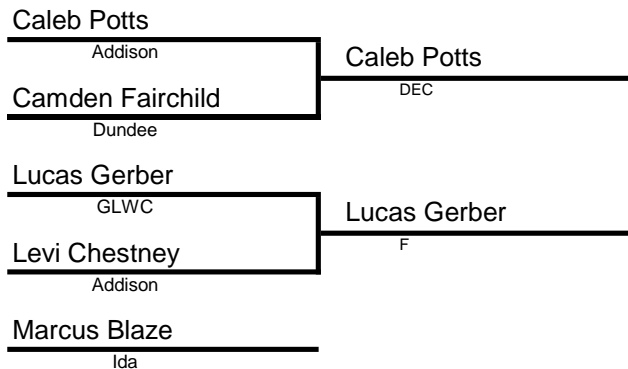 Caleb Potts
Addison
Caleb Potts
DEC
Camden Fairchild
Dundee
Lucas Gerber
GLWC
Lucas Gerber
F
Levi Chestney
Addison
Marcus Blaze
Ida